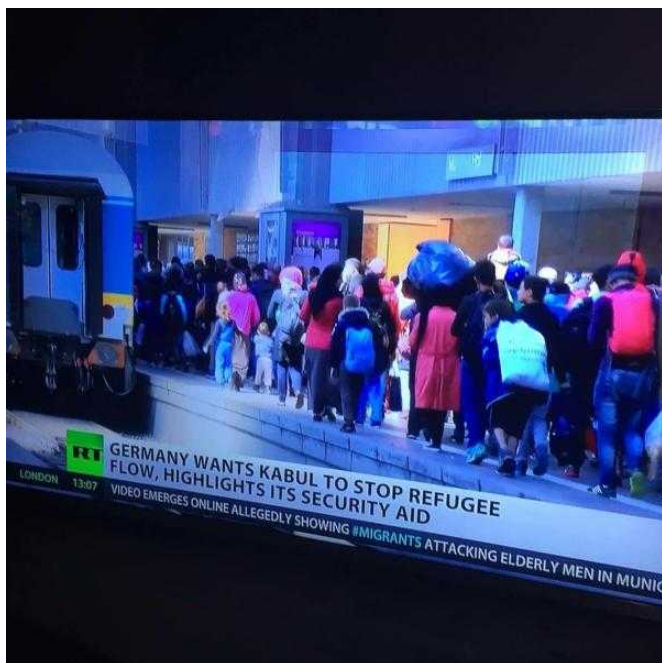 RT
GERMANY WANTS KABUL TO STOP REFUGEE
FLOW, HIGHLIGHTS ITS SECURITY AID
LONDON 13:07
VIDEO EMERGES ONLINE ALLEGEDLY SHOWING #MIGRANTS ATTACKING ELDERLY MEN IN MUNIC